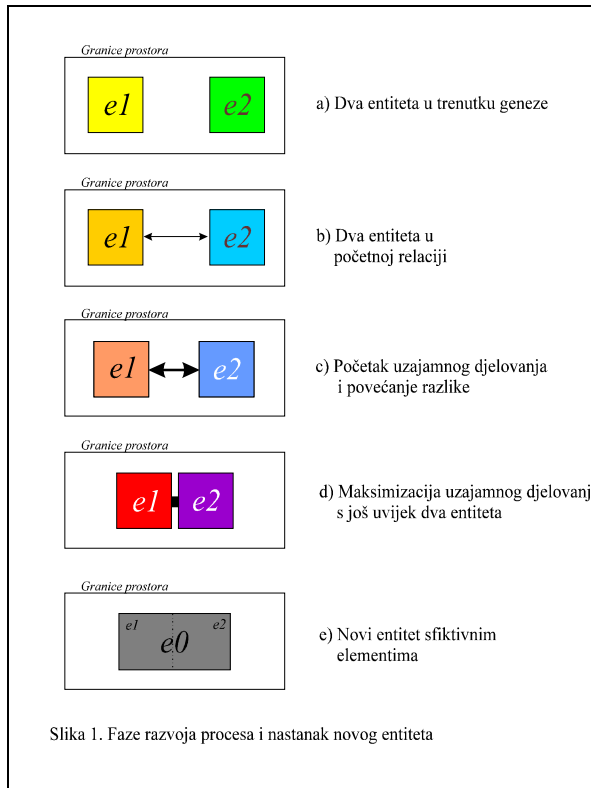 Granice prostora
e1
e2
a) Dva entiteta u trenutku geneze
Granice prostora
e1
e2
b) Dva entiteta u
početnoj relaciji
Granice prostora
e1
e2
c) Početak uzajamnog djelovanja
i povećanje razlike
Granice prostora
e1
e2
d) Maksimizacija uzajamnog djelovanj
s još uvijek dva entiteta
Granice prostora
e1
e2
e0
e) Novi entitet sfiktivnim
elementima
Slika 1. Faze razvoja procesa i nastanak novog entiteta